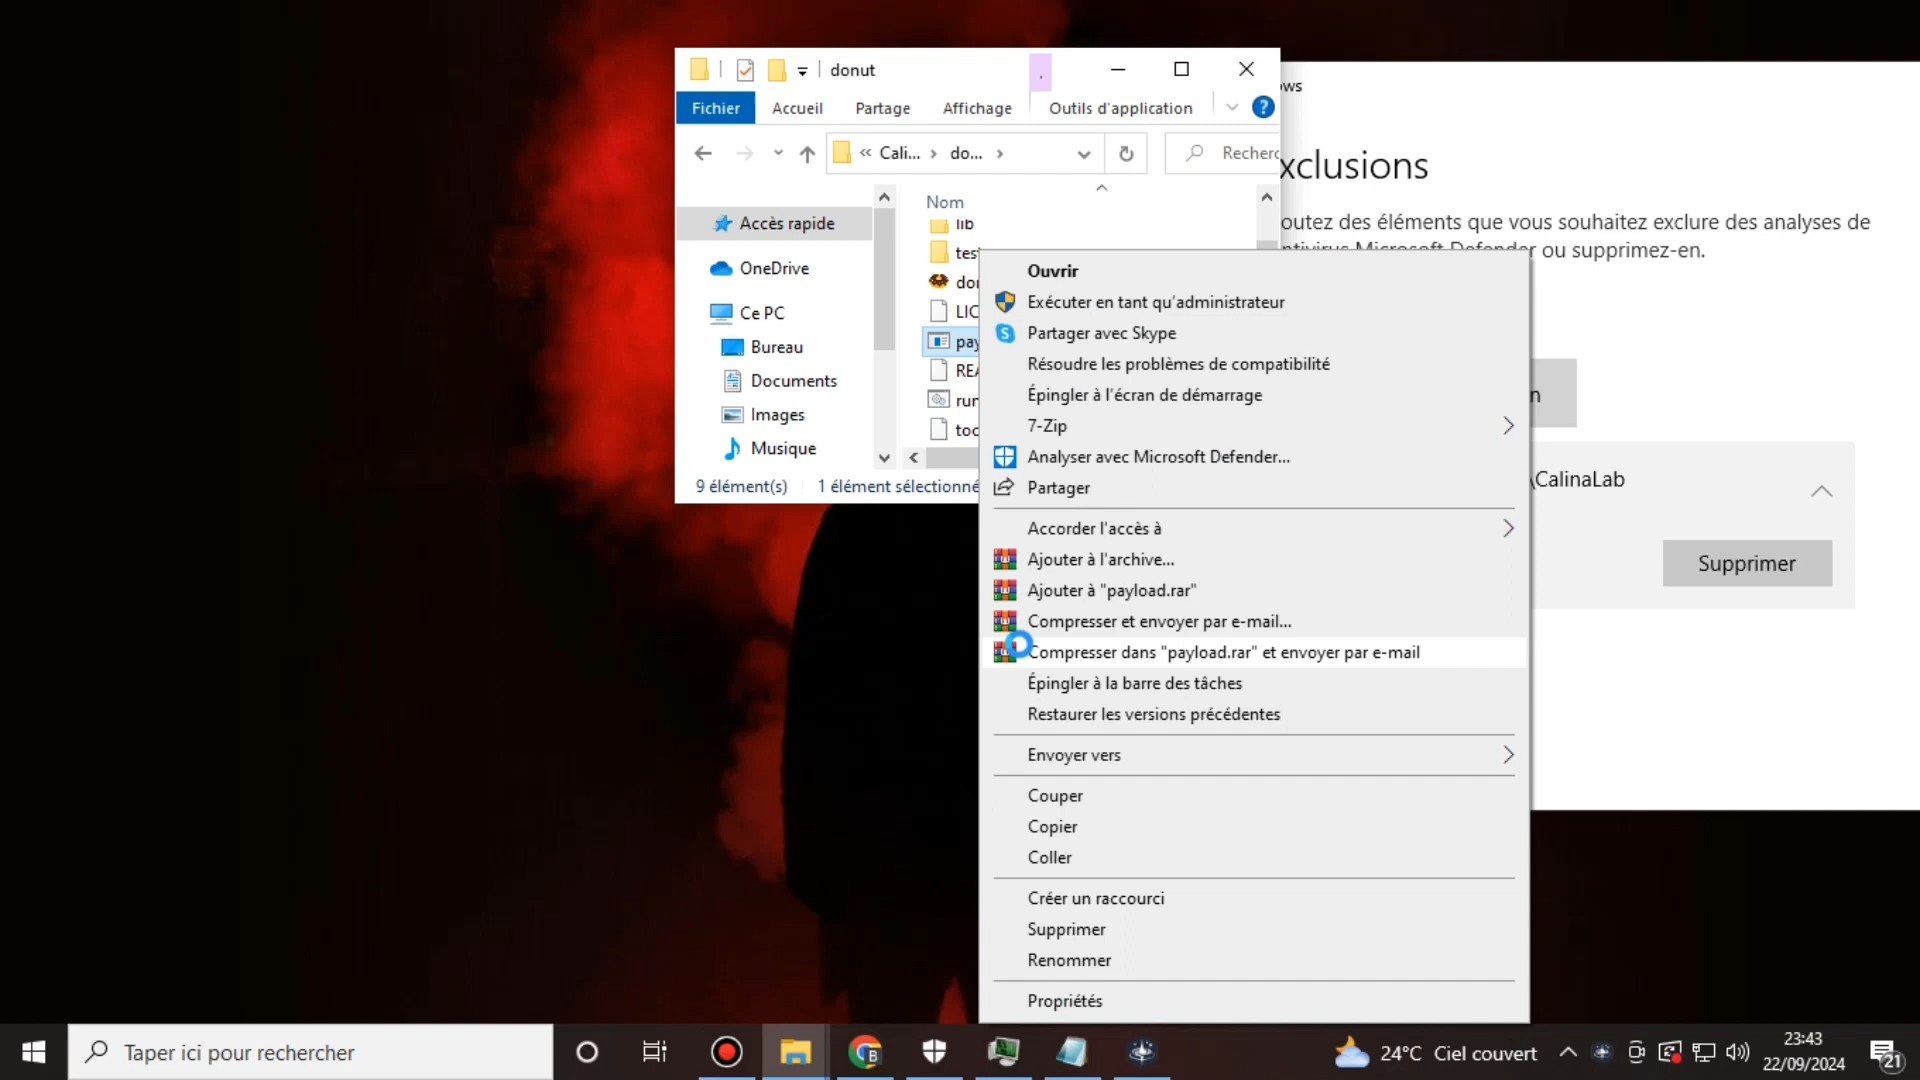 donut
.
Fichier
Accueil
Partage
Affichage
Outils d'application
?
« Cali... › do... ›
Nom
Accès rapide
OneDrive
Ce PC
Bureau
Documents
Images
Musique
lib
9 élément(s)
1 élément sélectionné
Ouvrir
Exécuter en tant qu'administrateur
Partager avec Skype
Résoudre les problèmes de compatibilité
Épingler à l'écran de démarrage
7-Zip
Analyser avec Microsoft Defender...
Partager
Accorder l'accès à
Ajouter à l'archive...
Ajouter à "payload.rar"
Compresser et envoyer par e-mail...
Compresser dans "payload.rar" et envoyer par e-mail
Épingler à la barre des tâches
Restaurer les versions précédentes
Envoyer vers
Couper
Copier
Coller
Créer un raccourci
Supprimer
Renommer
Propriétés
xclusions
outez des éléments que vous souhaitez exclure des analyses de
ntivirus Microsoft Defender ou supprimez-en.
\CalinaLab
Supprimer
Taper ici pour rechercher
24°C Ciel couvert
23:43
22/09/2024
21